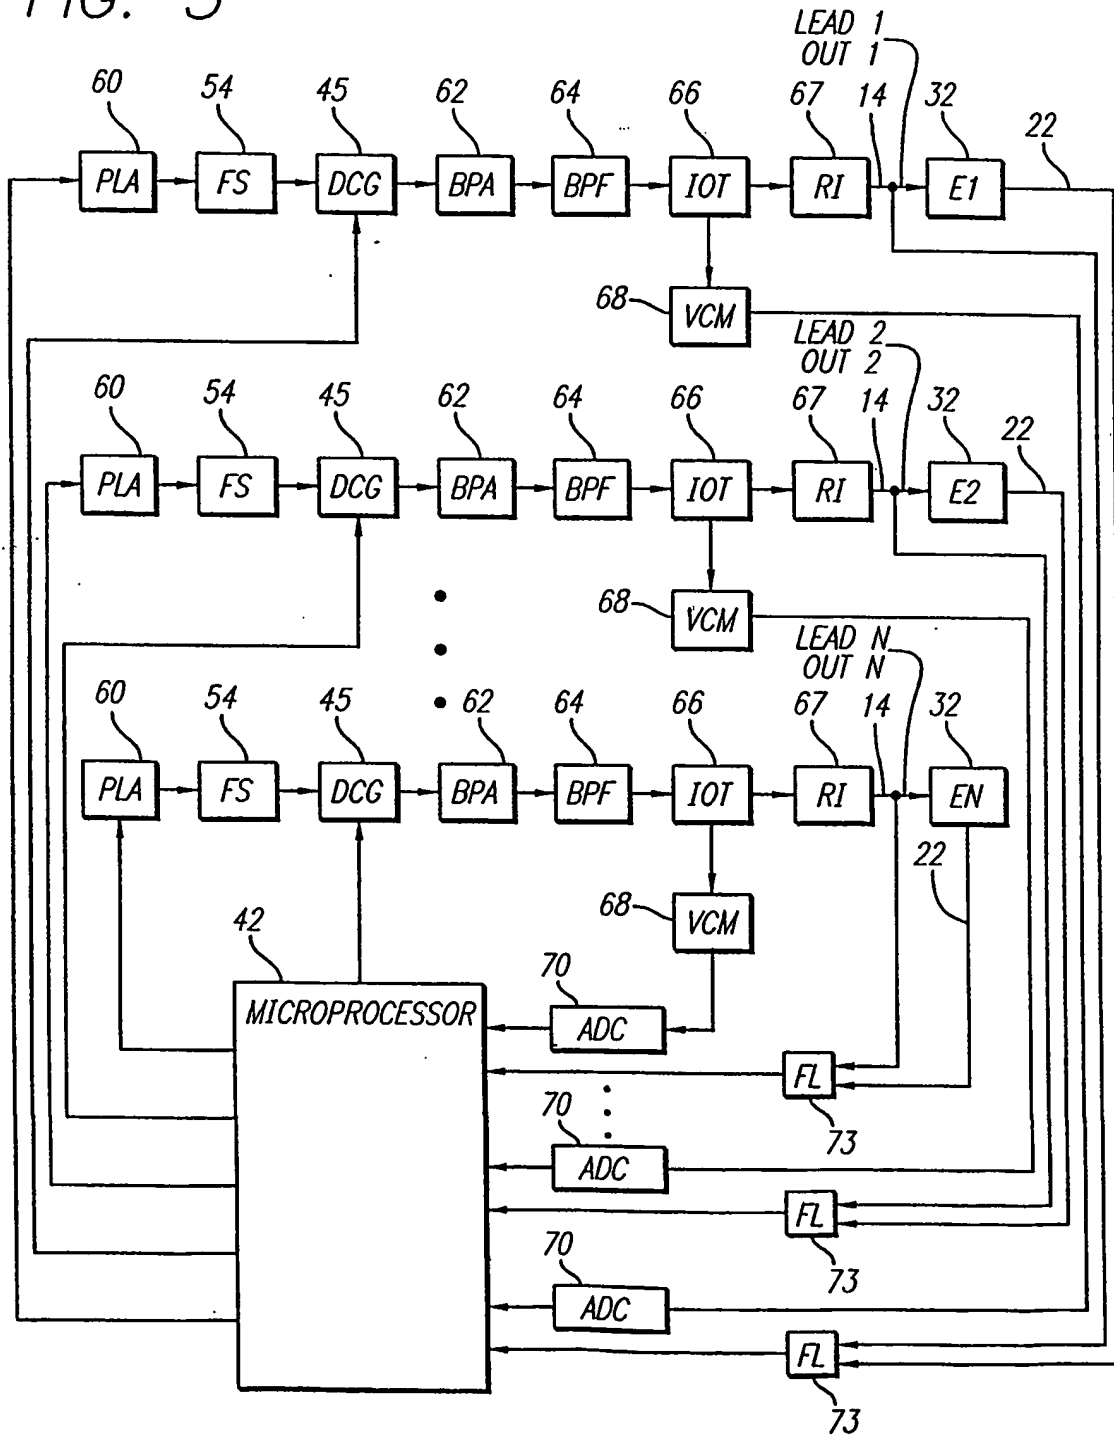 FIG. 5
LEAD 1
OUT 1
60 54 45 62 64 66 67 14 32 22
PLA FS DCG BPA BPF IOT RI E1
68 VCM
LEAD 2
OUT 2
60 54 45 62 64 66 67 14 32 22
PLA FS DCG BPA BPF IOT RI E2
68 VCM
LEAD N
OUT N
60 54 45 62 64 66 67 14 32
PLA FS DCG BPA BPF IOT RI EN
22
68 VCM
42
MICROPROCESSOR
70
ADC
FL
73
70
ADC
FL
73
70
ADC
FL
73